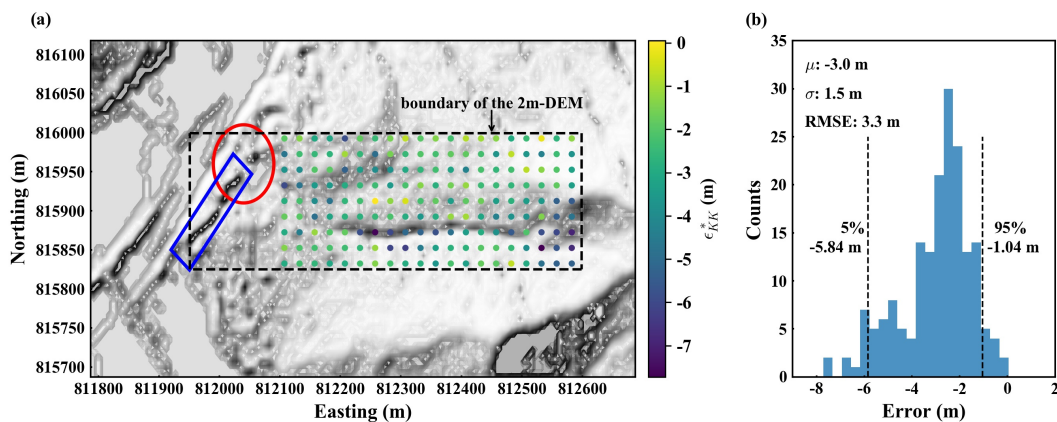 (a)
816100
816050
816000
815950
815900
815850
815800
815750
815700
Northing (m)
811800 811900 812000 812100 812200 812300 812400 812500 812600
Easting (m)
boundary of the 2m-DEM
0
-1
-2
-3
-4
-5
-6
-7
ϵ*KK (m)
(b)
35
30
25
20
15
10
5
0
Counts
μ: -3.0 m
σ: 1.5 m
RMSE: 3.3 m
5%
-5.84 m
95%
-1.04 m
-8 -6 -4 -2 0 2
Error (m)